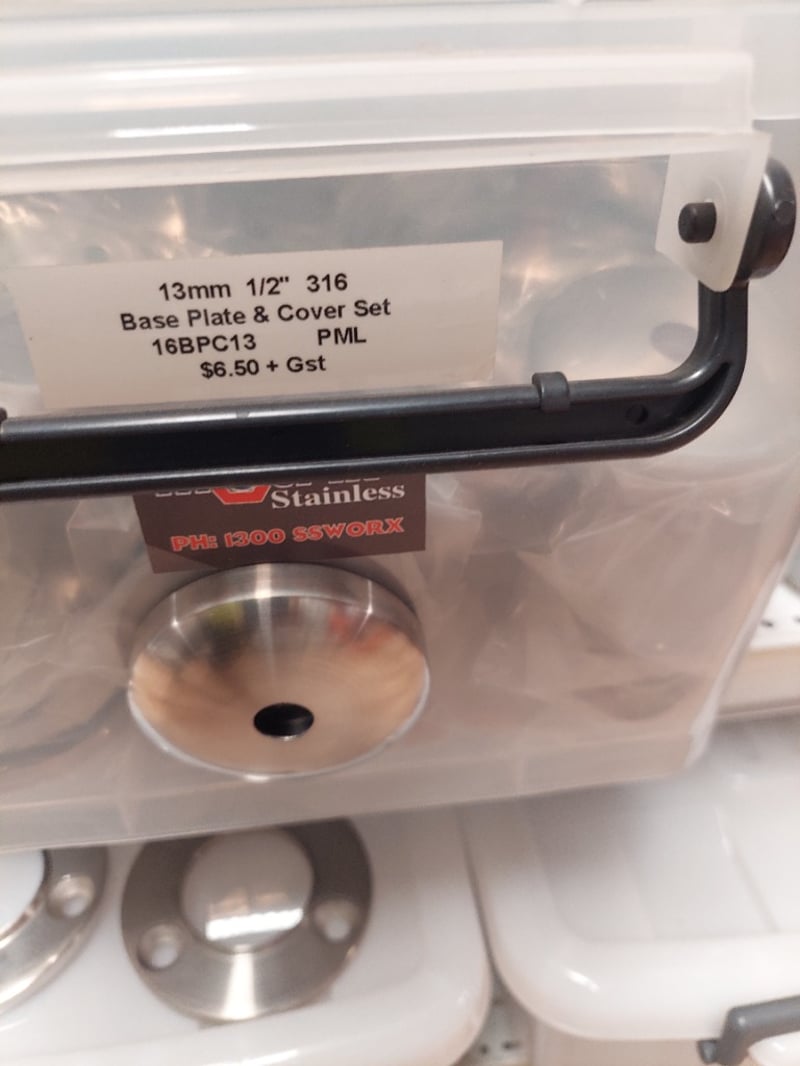 13mm 1/2" 316
Base Plate & Cover Set
16BPC13 PML
$6.50 + Gst
Stainless
PH: 1300 SSWORX